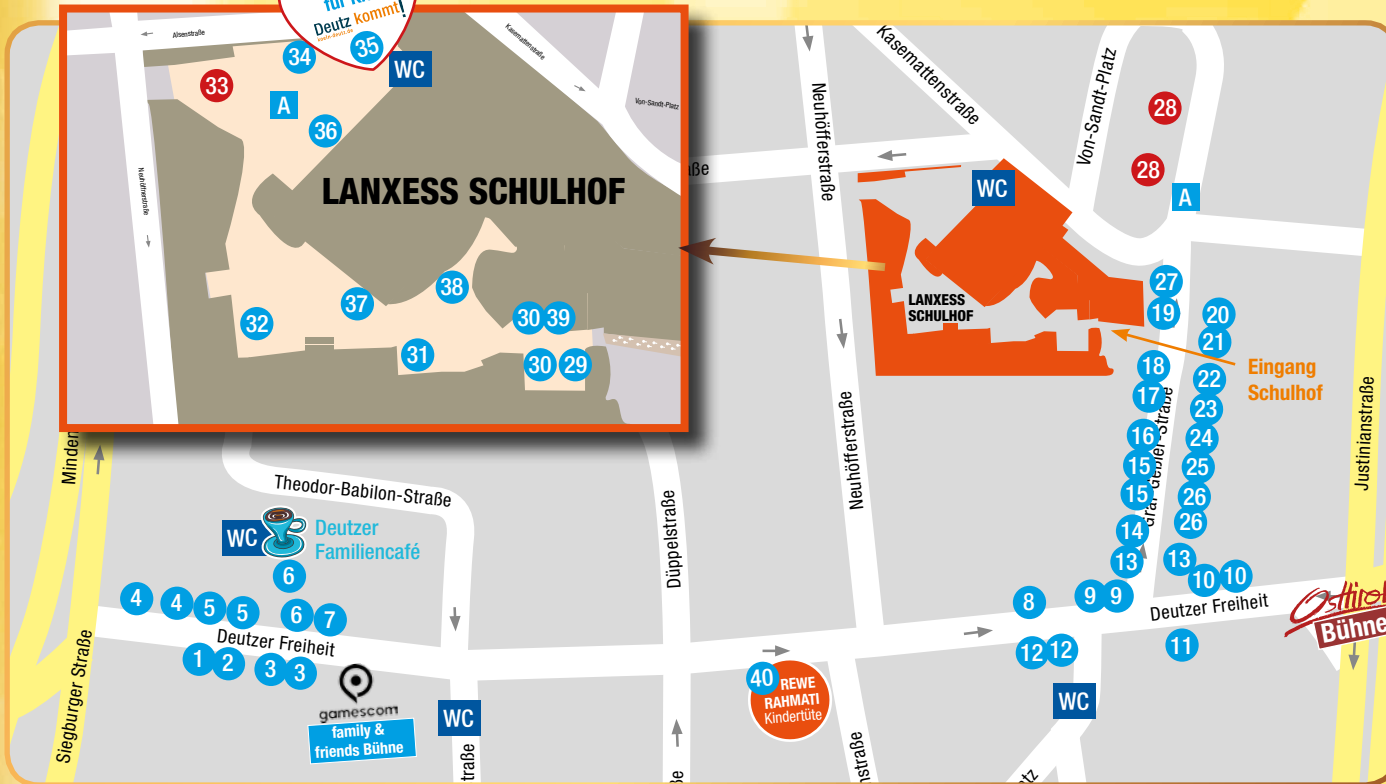 Deutz kommt!
Alsenstraße
34
35
WC
33
A
36
Kasemattenstraße
Von-Sandt-Platz
Neuhöfferstraße
LANXESS SCHULHOF
38
37
32
30
39
31
30
29
Neuhöfferstraße
Kasemattenstraße
Von-Sandt-Platz
28
28
A
WC
LANXESS
SCHULHOF
27
19
20
21
18
22
17
23
16
24
15
25
15
26
26
14
13
13
Eingang
Schulhof
Graf-Geßler-Straße
Justinianstraße
Neuhöfferstraße
Düppelstraße
Theodor-Babilon-Straße
WC
Deutzer
Familiencafé
6
4
4
5
5
6
7
Deutzer Freiheit
1
2
3
3
Siegburger Straße
gamescom
family &
friends Bühne
WC
40
REWE
RAHMATI
Kindertüte
8
9
9
10
10
Deutzer Freiheit
12
12
11
WC
Osttirol
Bühne